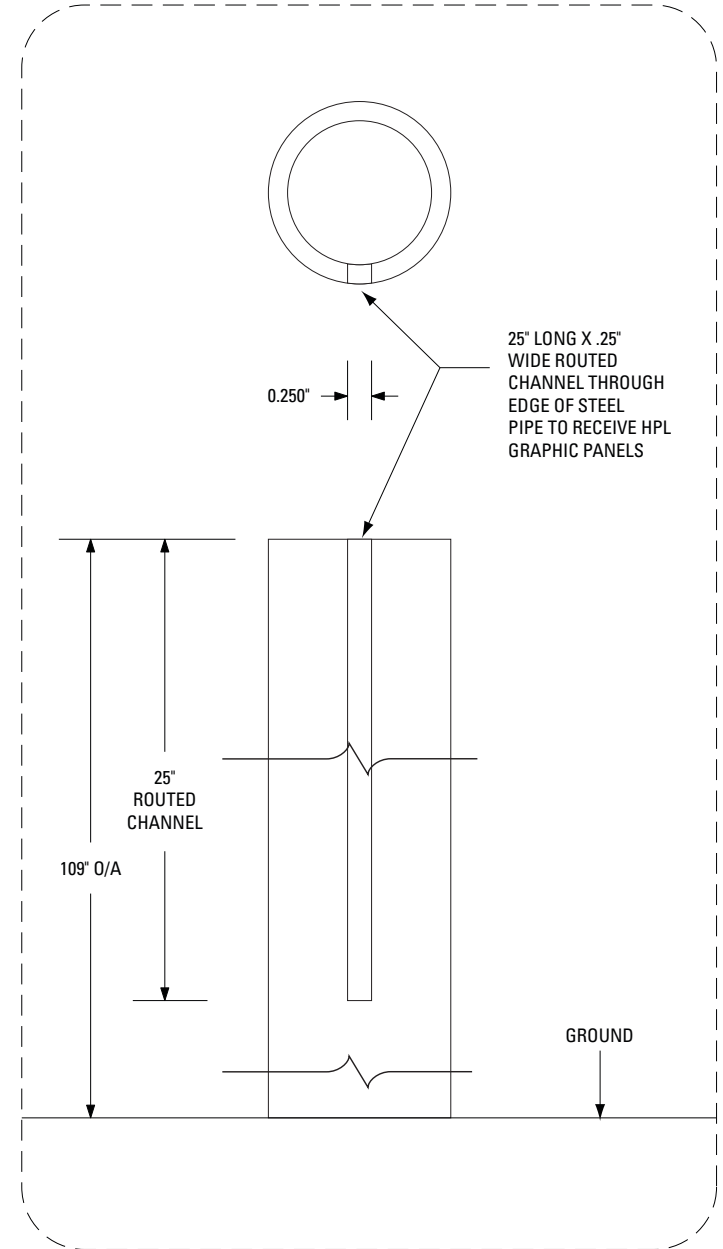 25" LONG X .25"
WIDE ROUTED
CHANNEL THROUGH
EDGE OF STEEL
PIPE TO RECEIVE HPL
GRAPHIC PANELS
0.250"
25"
ROUTED
CHANNEL
109" O/A
GROUND